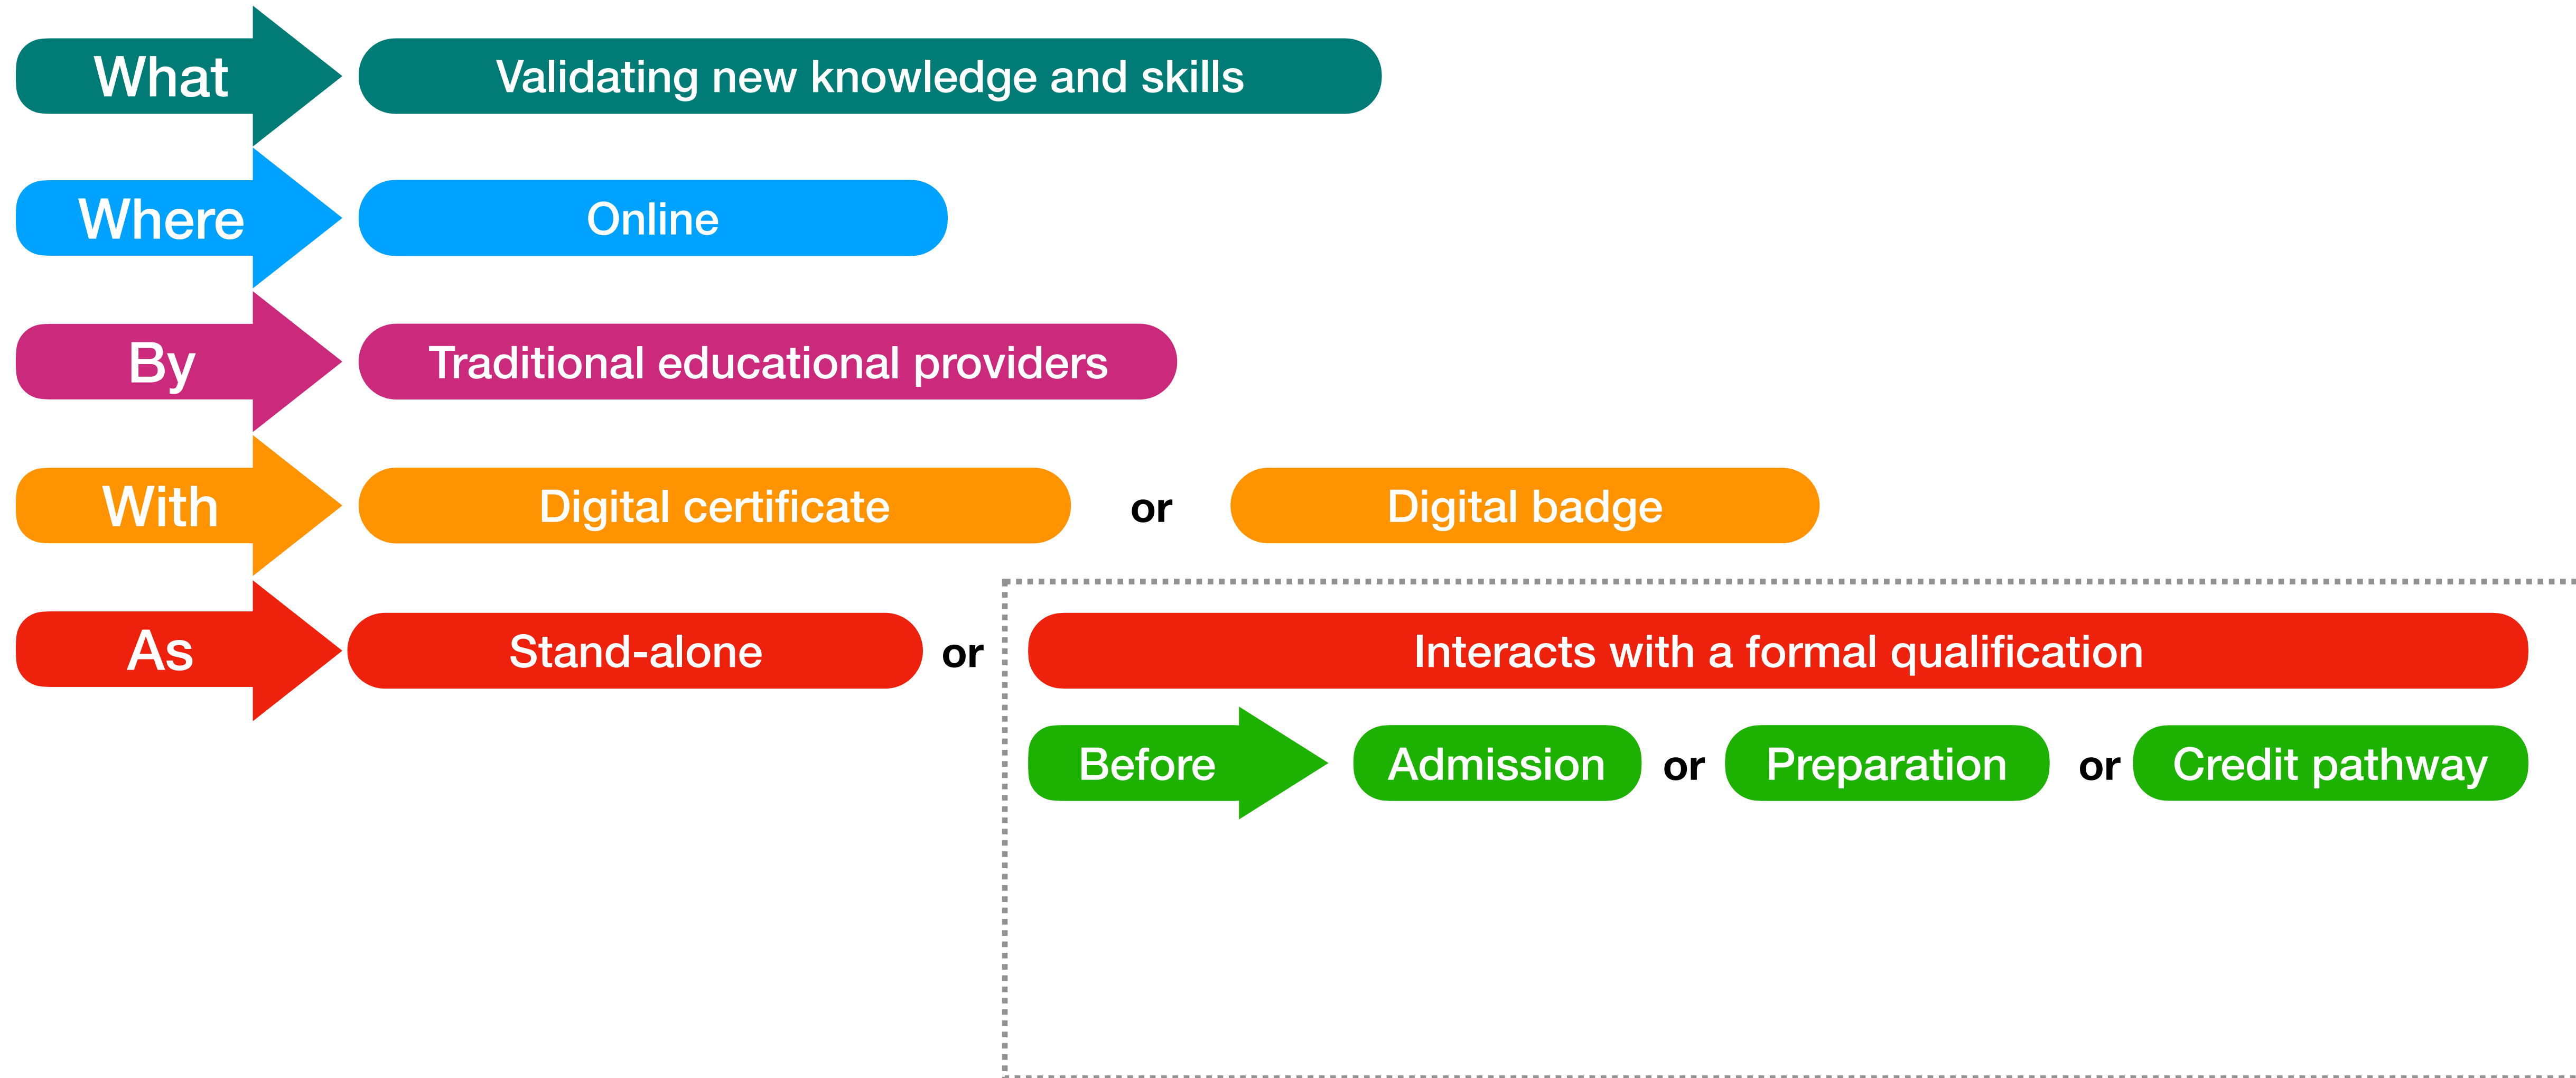 What Validating new knowledge and skills
Where Online
By Traditional educational providers
With Digital certificate or Digital badge
As Stand-alone or Interacts with a formal qualification
Before Admission or Preparation or Credit pathway